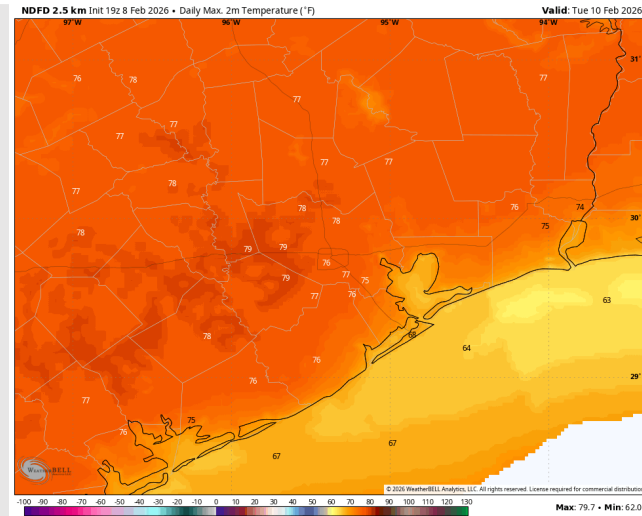 NDFD 2.5 km Init 19z 8 Feb 2026 • Daily Max. 2m Temperature (°F)
Valid: Tue 10 Feb 2026
97°W 96°W 95°W 94°W
31°
76 78 77
77
77 77
77 77
78
77
78 76 74
78 75
30°
78
79 79
76
79 77 75
77 76
63
78 68
64
76
29°
76
77
75
76
67
67
WEATHERBELL
© 2026 WeatherBELL Analytics, LLC. All rights reserved. License required for commercial distribution
-100 -90 -80 -70 -60 -50 -40 -30 -20 -10 0 10 20 30 40 50 60 70 80 90 100 110 120 130
Max: 79.7 • Min: 62.